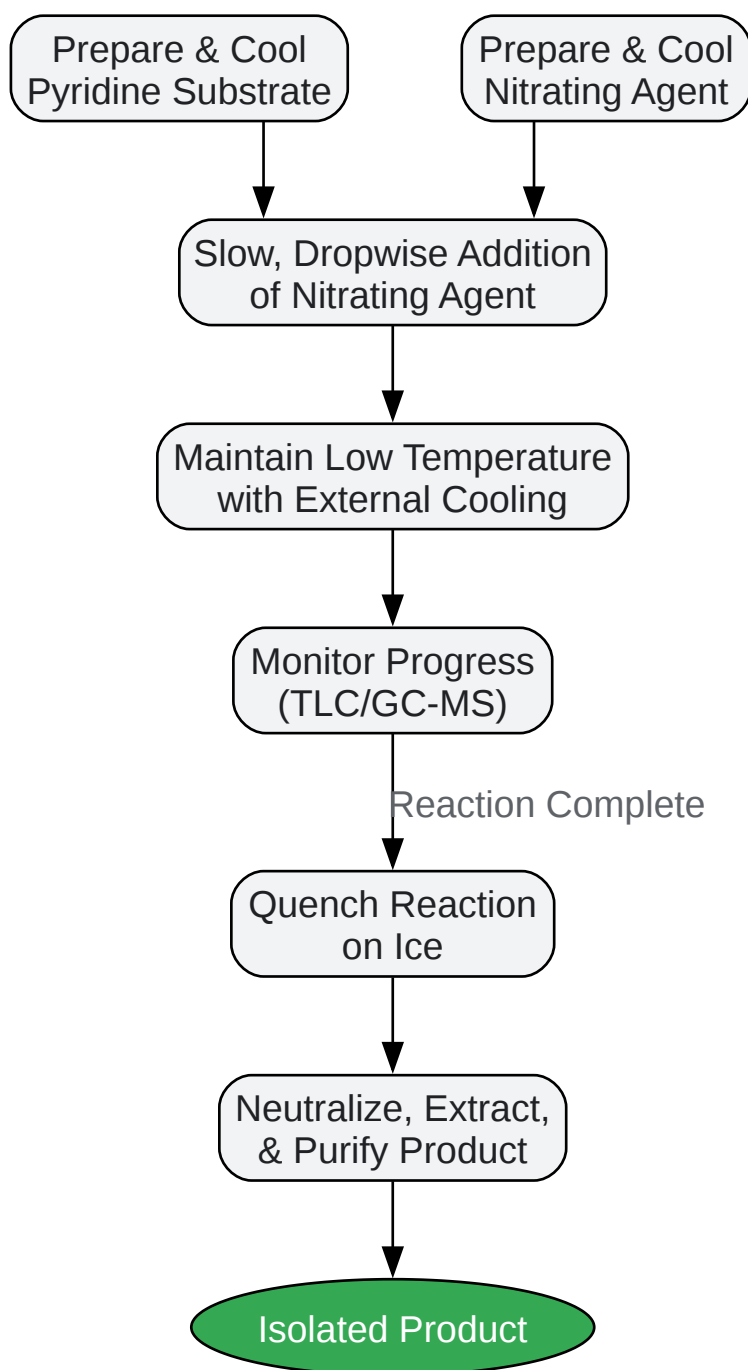 Prepare & Cool
Pyridine Substrate
Prepare & Cool
Nitrating Agent
Slow, Dropwise Addition
of Nitrating Agent
Maintain Low Temperature
with External Cooling
Monitor Progress
(TLC/GC-MS)
Reaction Complete
Quench Reaction
on Ice
Neutralize, Extract,
& Purify Product
Isolated Product